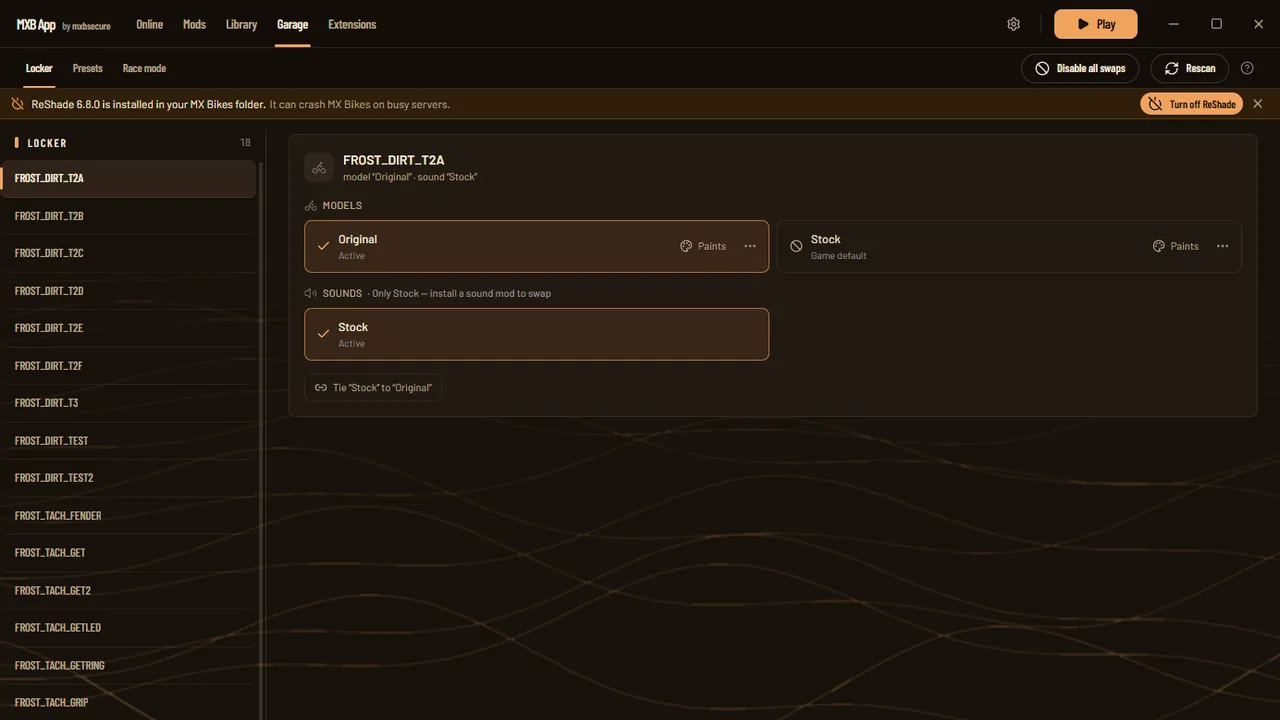 MXB App by mxbsecure Online Mods Library Garage Extensions Play
Locker Presets Race mode Disable all swaps Rescan
ReShade 6.8.0 is installed in your MX Bikes folder. It can crash MX Bikes on busy servers. Turn off ReShade
LOCKER 18
FROST_DIRT_T2A
FROST_DIRT_T2B
FROST_DIRT_T2C
FROST_DIRT_T2D
FROST_DIRT_T2E
FROST_DIRT_T2F
FROST_DIRT_T3
FROST_DIRT_TEST
FROST_DIRT_TEST2
FROST_TACH_FENDER
FROST_TACH_GET
FROST_TACH_GET2
FROST_TACH_GETLED
FROST_TACH_GETRING
FROST_TACH_GRIP
FROST_DIRT_T2A
model "Original" · sound "Stock"
MODELS
Original
Active
Paints
Stock
Game default
Paints
SOUNDS · Only Stock — install a sound mod to swap
Stock
Active
Tie "Stock" to "Original"